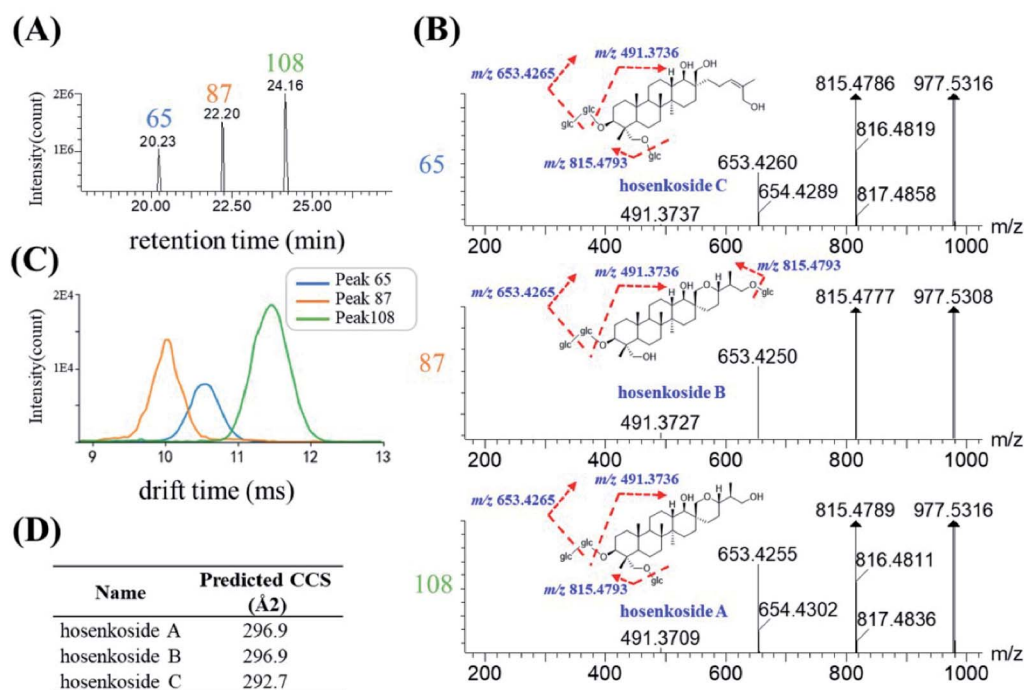 (A)
Intensity(count)
2E6
1E6
65
20.23
87
22.20
108
24.16
20.00
22.50
25.00
retention time (min)
(C)
Intensity(count)
2E4
1E4
0
Peak 65
Peak 87
Peak108
9
10
11
12
13
drift time (ms)
(D)
Name Predicted CCS
(Å2)
hosenkoside A 296.9
hosenkoside B 296.9
hosenkoside C 292.7
(B)
65
m/z 653.4265
m/z 491.3736
m/z 815.4793
glc
glc
O
H
OH
OH
OH
O
glc
hosenkoside C
491.3737
653.4260
654.4289
815.4786
816.4819
817.4858
977.5316
200
400
600
800
1000
m/z
87
m/z 653.4265
m/z 491.3736
m/z 815.4793
glc
glc
O
H
OH
O
H
O
glc
OH
hosenkoside B
491.3727
653.4250
815.4777
977.5308
200
400
600
800
1000
m/z
108
m/z 653.4265
m/z 491.3736
m/z 815.4793
glc
glc
O
H
OH
O
H
OH
O
glc
hosenkoside A
491.3709
653.4255
654.4302
815.4789
816.4811
817.4836
977.5316
200
400
600
800
1000
m/z